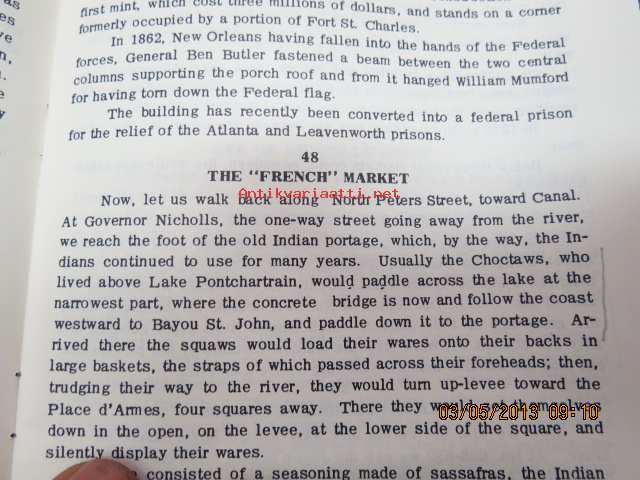 first mint, which cost three millions of dollars, and stands on a corner
formerly occupied by a portion of Fort St. Charles.
In 1862, New Orleans having fallen into the hands of the Federal
forces, General Ben Butler fastened a beam between the two central
columns supporting the porch roof and from it hanged William Mumford
for having torn down the Federal flag.
The building has recently been converted into a federal prison
for the relief of the Atlanta and Leavenworth prisons.
48
THE "FRENCH" MARKET
Antikvariaatti.net
Now, let us walk back along North Peters Street, toward Canal.
At Governor Nicholls, the one-way street going away from the river,
we reach the foot of the old Indian portage, which, by the way, the In-
dians continued to use for many years. Usually the Choctaws, who
lived above Lake Pontchartrain, would paddle across the lake at the
narrowest part, where the concrete bridge is now and follow the coast
westward to Bayou St. John, and paddle down it to the portage. Ar-
rived there the squaws would load their wares onto their backs in
large baskets, the straps of which passed across their foreheads; then,
trudging their way to the river, they would turn up-levee toward the
Place d'Armes, four squares away. There they would themselves
03/05/2013 09:10
down in the open, on the levee, at the lower side of the square, and
silently display their wares.
consisted of a seasoning made of sassafras, the Indian